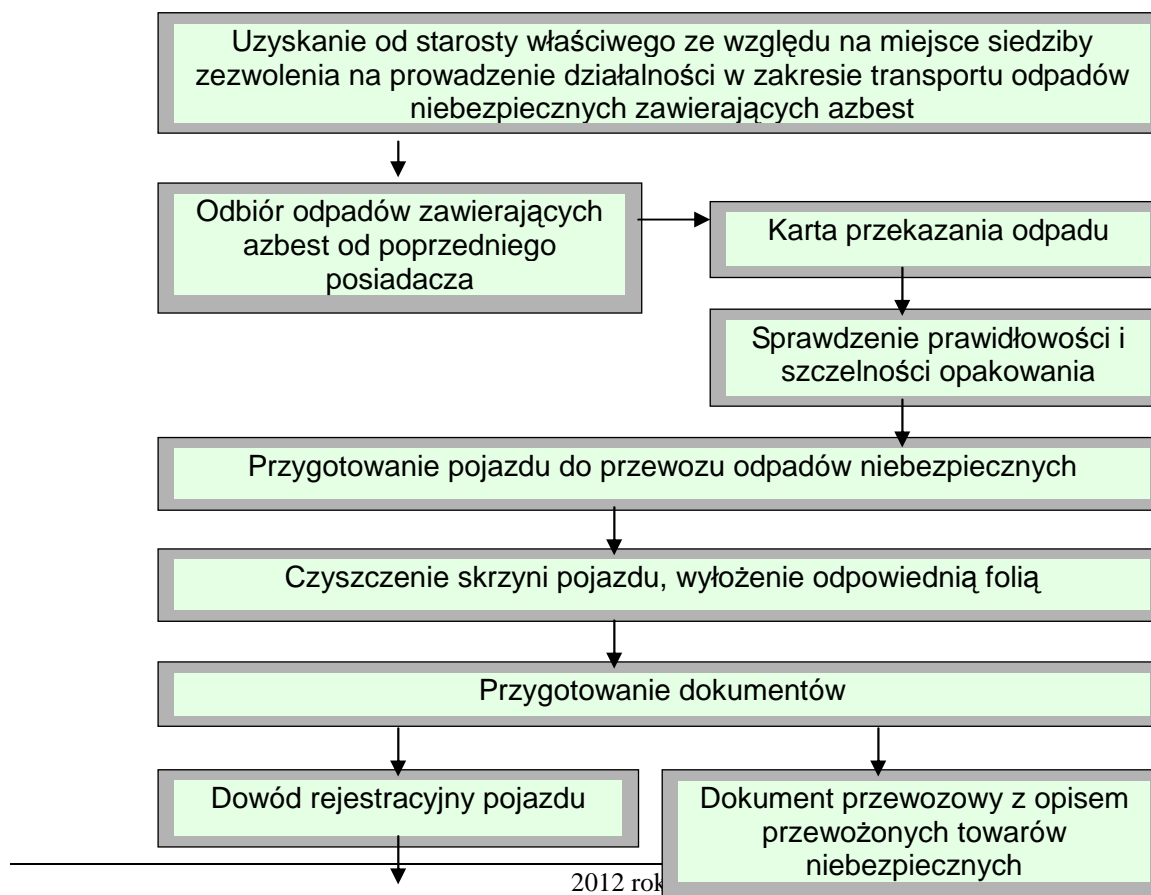 Uzyskanie od starosty właściwego ze względu na miejsce siedziby
zezwolenia na prowadzenie działalności w zakresie transportu odpadów
niebezpiecznych zawierających azbest
Odbiór odpadów zawierających
azbest od poprzedniego
posiadacza
Karta przekazania odpadu
Sprawdzenie prawidłowości i
szczelności opakowania
Przygotowanie pojazdu do przewozu odpadów niebezpiecznych
Czyszczenie skrzyni pojazdu, wyłożenie odpowiednią folią
Przygotowanie dokumentów
Dowód rejestracyjny pojazdu
Dokument przewozowy z opisem
przewożonych towarów
niebezpiecznych
2012 rok